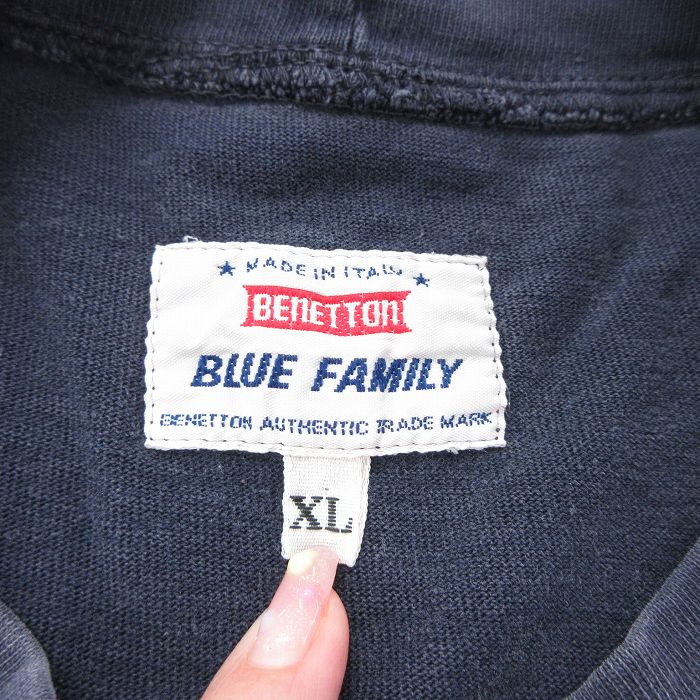 ★ MADE IN ITALY ★
BENETTON
BLUE FAMILY
BENETTON AUTHENTIC TRADE MARK
XL